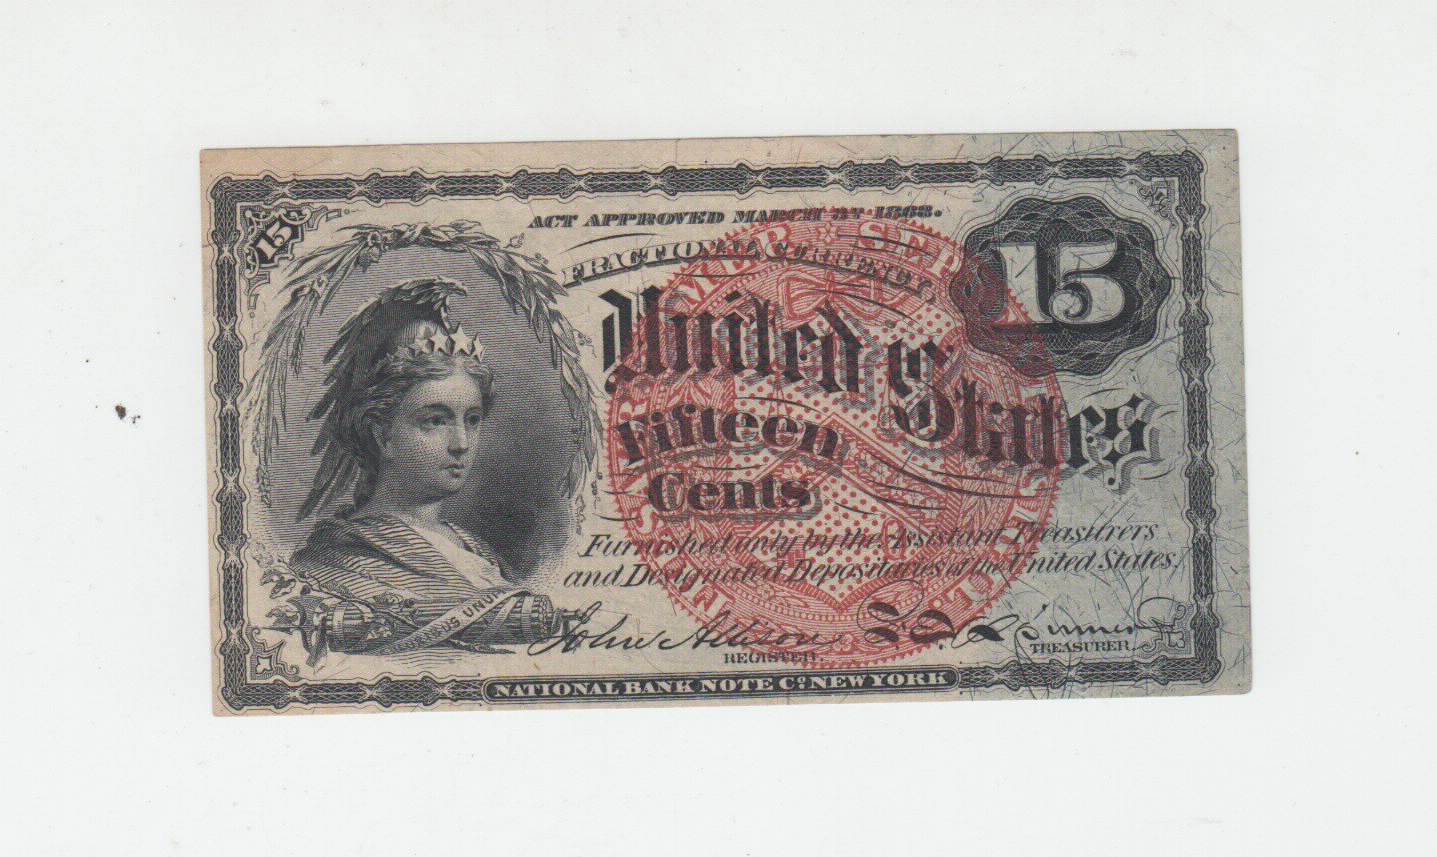 15
ACT APPROVED MARCH 3D 1863.
FRACTIONAL CURRENCY.
15
United States
Fifteen
Cents
Furnished only by the Assistant Treasurers
and Designated Depositaries of the United States.
John Allison
REGISTER.
Spinner
TREASURER.
NATIONAL BANK NOTE Co. NEW YORK